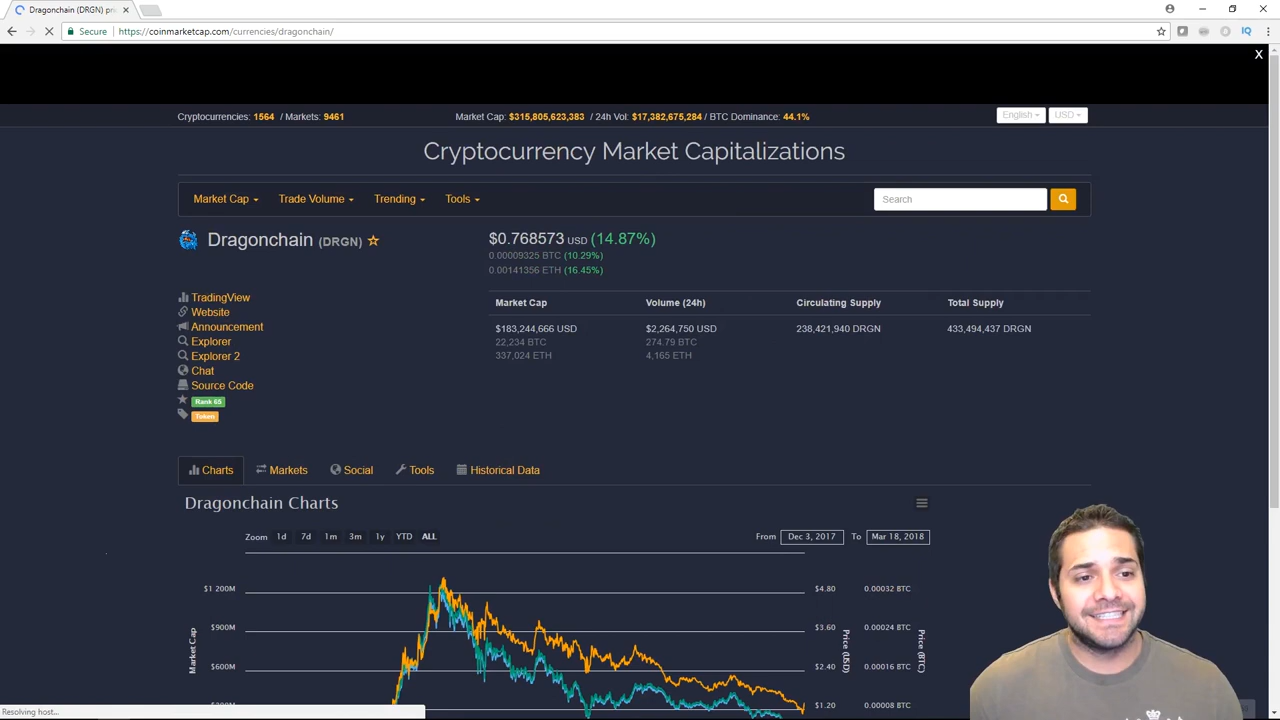 Dragonchain (DRGN) pri
Secure https://coinmarketcap.com/currencies/dragonchain/
X
Cryptocurrencies: 1564 / Markets: 9461 Market Cap: $315,805,623,383 / 24h Vol: $17,382,675,284 / BTC Dominance: 44.1% English USD
Cryptocurrency Market Capitalizations
Market Cap Trade Volume Trending Tools Search
Dragonchain (DRGN) $0.768573 USD (14.87%)
0.00009325 BTC (10.29%)
0.00141356 ETH (16.45%)
TradingView
Website
Announcement
Explorer
Explorer 2
Chat
Source Code
Rank 65
Token
Market Cap Volume (24h) Circulating Supply Total Supply
$183,244,666 USD $2,264,750 USD 238,421,940 DRGN 433,494,437 DRGN
22,234 BTC 274.79 BTC
337,024 ETH 4,165 ETH
Charts Markets Social Tools Historical Data
Dragonchain Charts
Zoom 1d 7d 1m 3m 1y YTD ALL From Dec 3, 2017 To Mar 18, 2018
$1 200M $4.80 0.00032 BTC
$900M $3.60 0.00024 BTC
Market Cap Price (USD) Price (BTC)
$600M $2.40 0.00016 BTC
$1.20 0.00008 BTC
Resolving host...